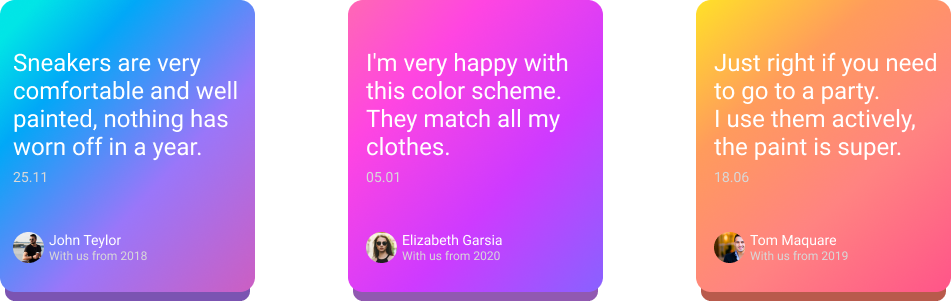 Sneakers are very
comfortable and well
painted, nothing has
worn off in a year.
25.11
John Teylor
With us from 2018
I'm very happy with
this color scheme.
They match all my
clothes.
05.01
Elizabeth Garsia
With us from 2020
Just right if you need
to go to a party.
I use them actively,
the paint is super.
18.06
Tom Maquare
With us from 2019